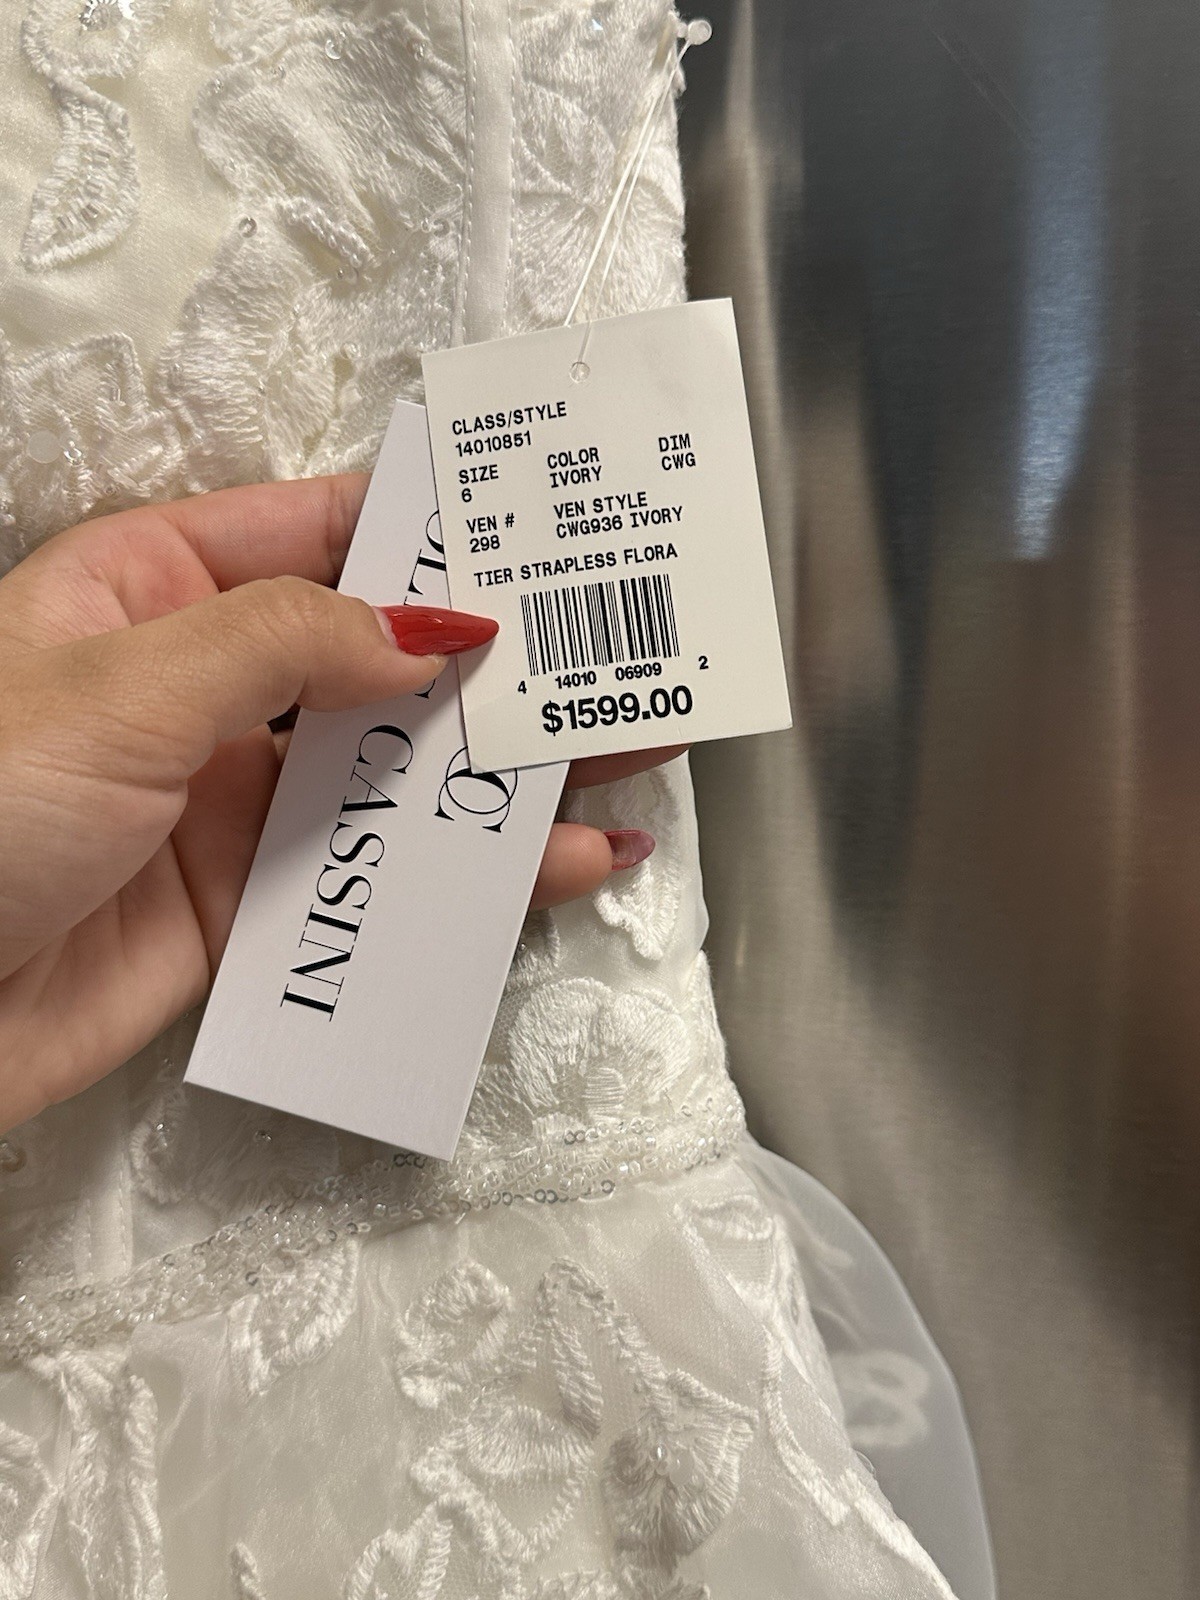 CLASS/STYLE
14010851
SIZE COLOR DIM
6 IVORY CWG
VEN # VEN STYLE
298 CWG936 IVORY
TIER STRAPLESS FLORA
4 14010 06909 2
$1599.00
CASSINI
OC